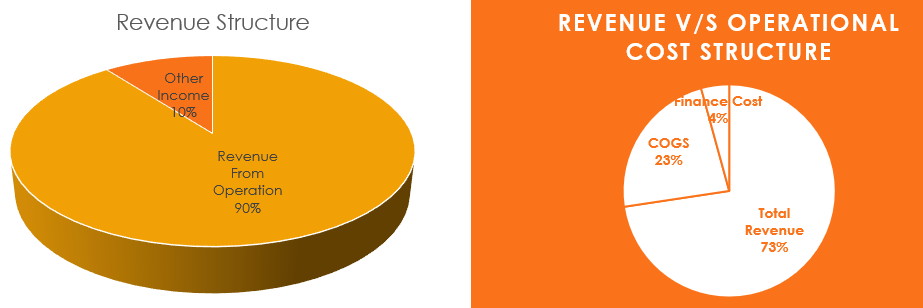 Revenue Structure
Other
Income
10%
Revenue
From
Operation
90%
REVENUE V/S OPERATIONAL
COST STRUCTURE
Finance Cost
4%
COGS
23%
Total
Revenue
73%